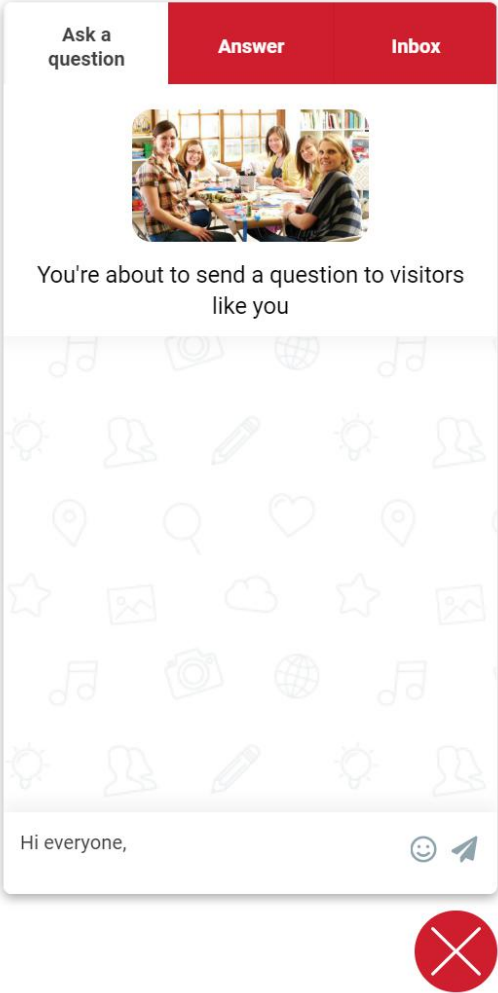 Ask a
question
Answer
Inbox
You're about to send a question to visitors
like you
Hi everyone,